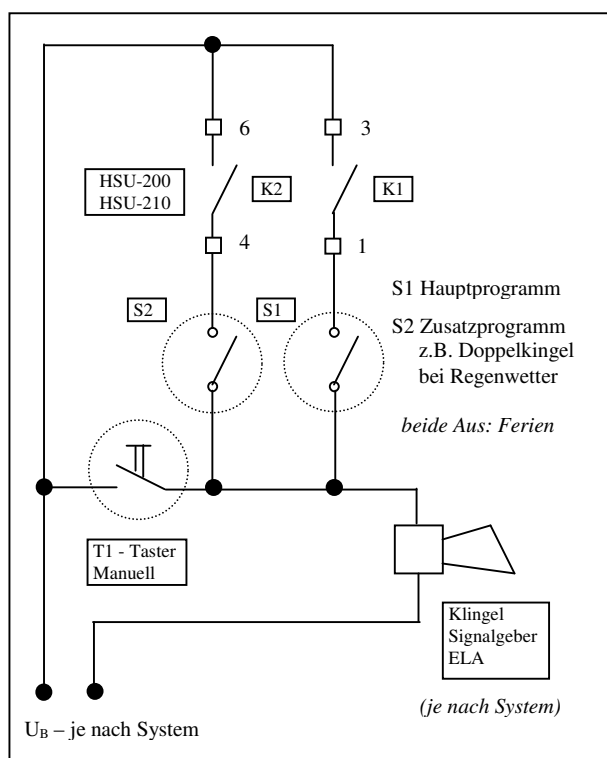 6
3
HSU-200
HSU-210
K2
K1
4
1
S2
S1
S1 Hauptprogramm
S2 Zusatzprogramm
z.B. Doppelkingel
bei Regenwetter
beide Aus: Ferien
T1 - Taster
Manuell
Klingel
Signalgeber
ELA
(je nach System)
UB – je nach System